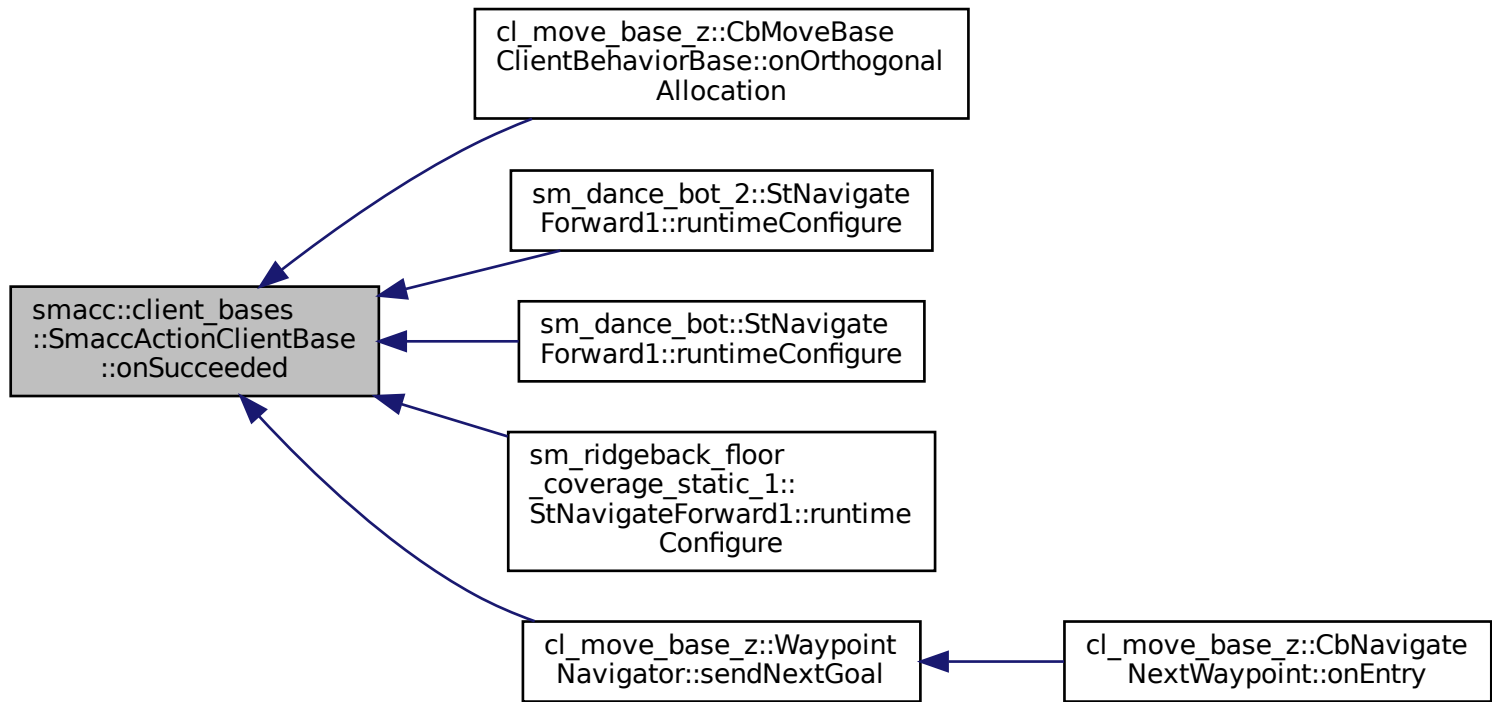 cl_move_base_z::CbMoveBase
ClientBehaviorBase::onOrthogonal
Allocation
sm_dance_bot_2::StNavigate
Forward1::runtimeConfigure
smacc::client_bases
::SmaccActionClientBase
::onSucceeded
sm_dance_bot::StNavigate
Forward1::runtimeConfigure
sm_ridgeback_floor
_coverage_static_1::
StNavigateForward1::runtime
Configure
cl_move_base_z::Waypoint
Navigator::sendNextGoal
cl_move_base_z::CbNavigate
NextWaypoint::onEntry